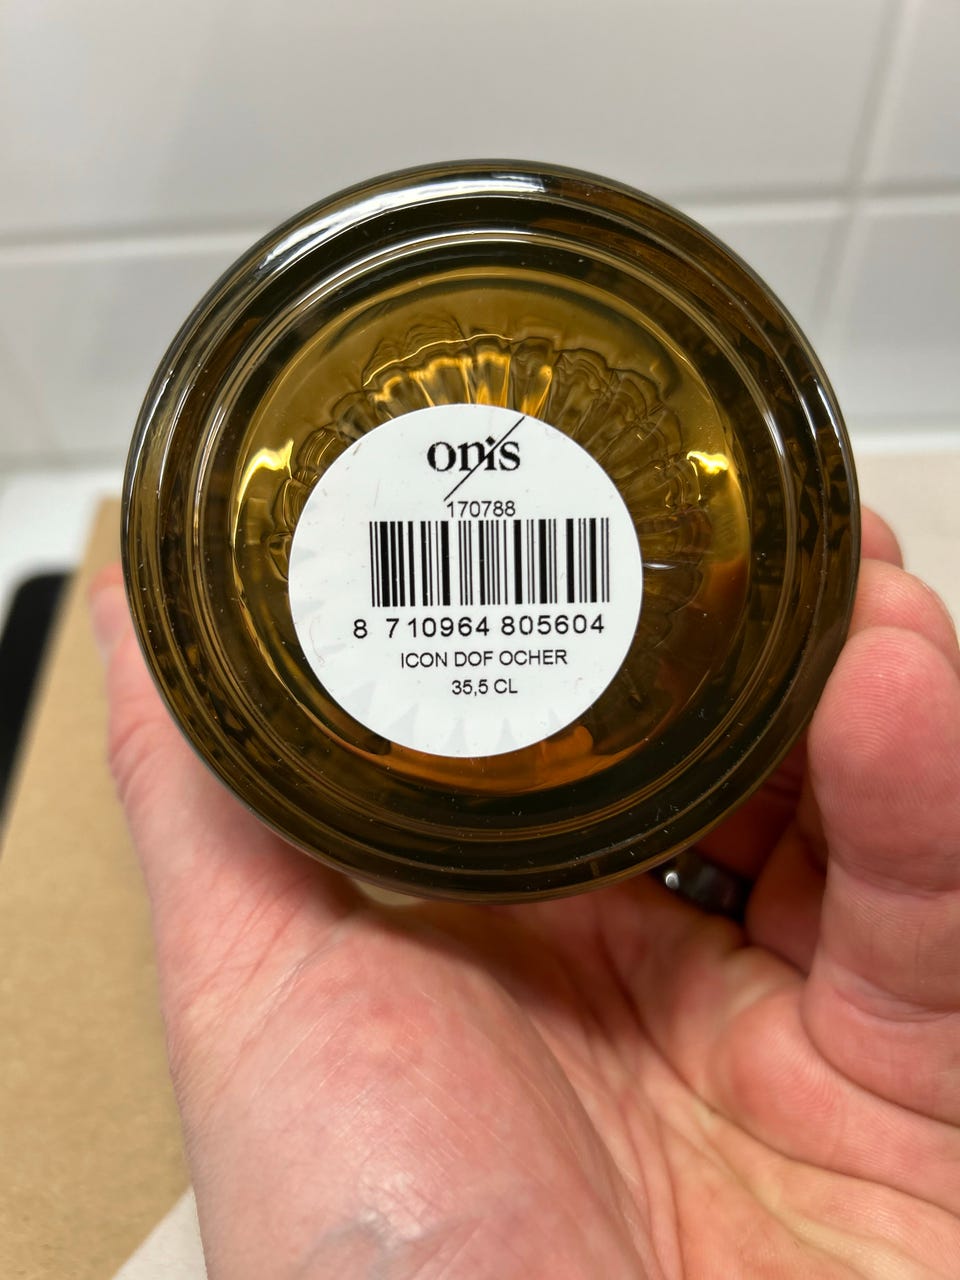 onis
170788
8 710964 805604
ICON DOF OCHER
35,5 CL